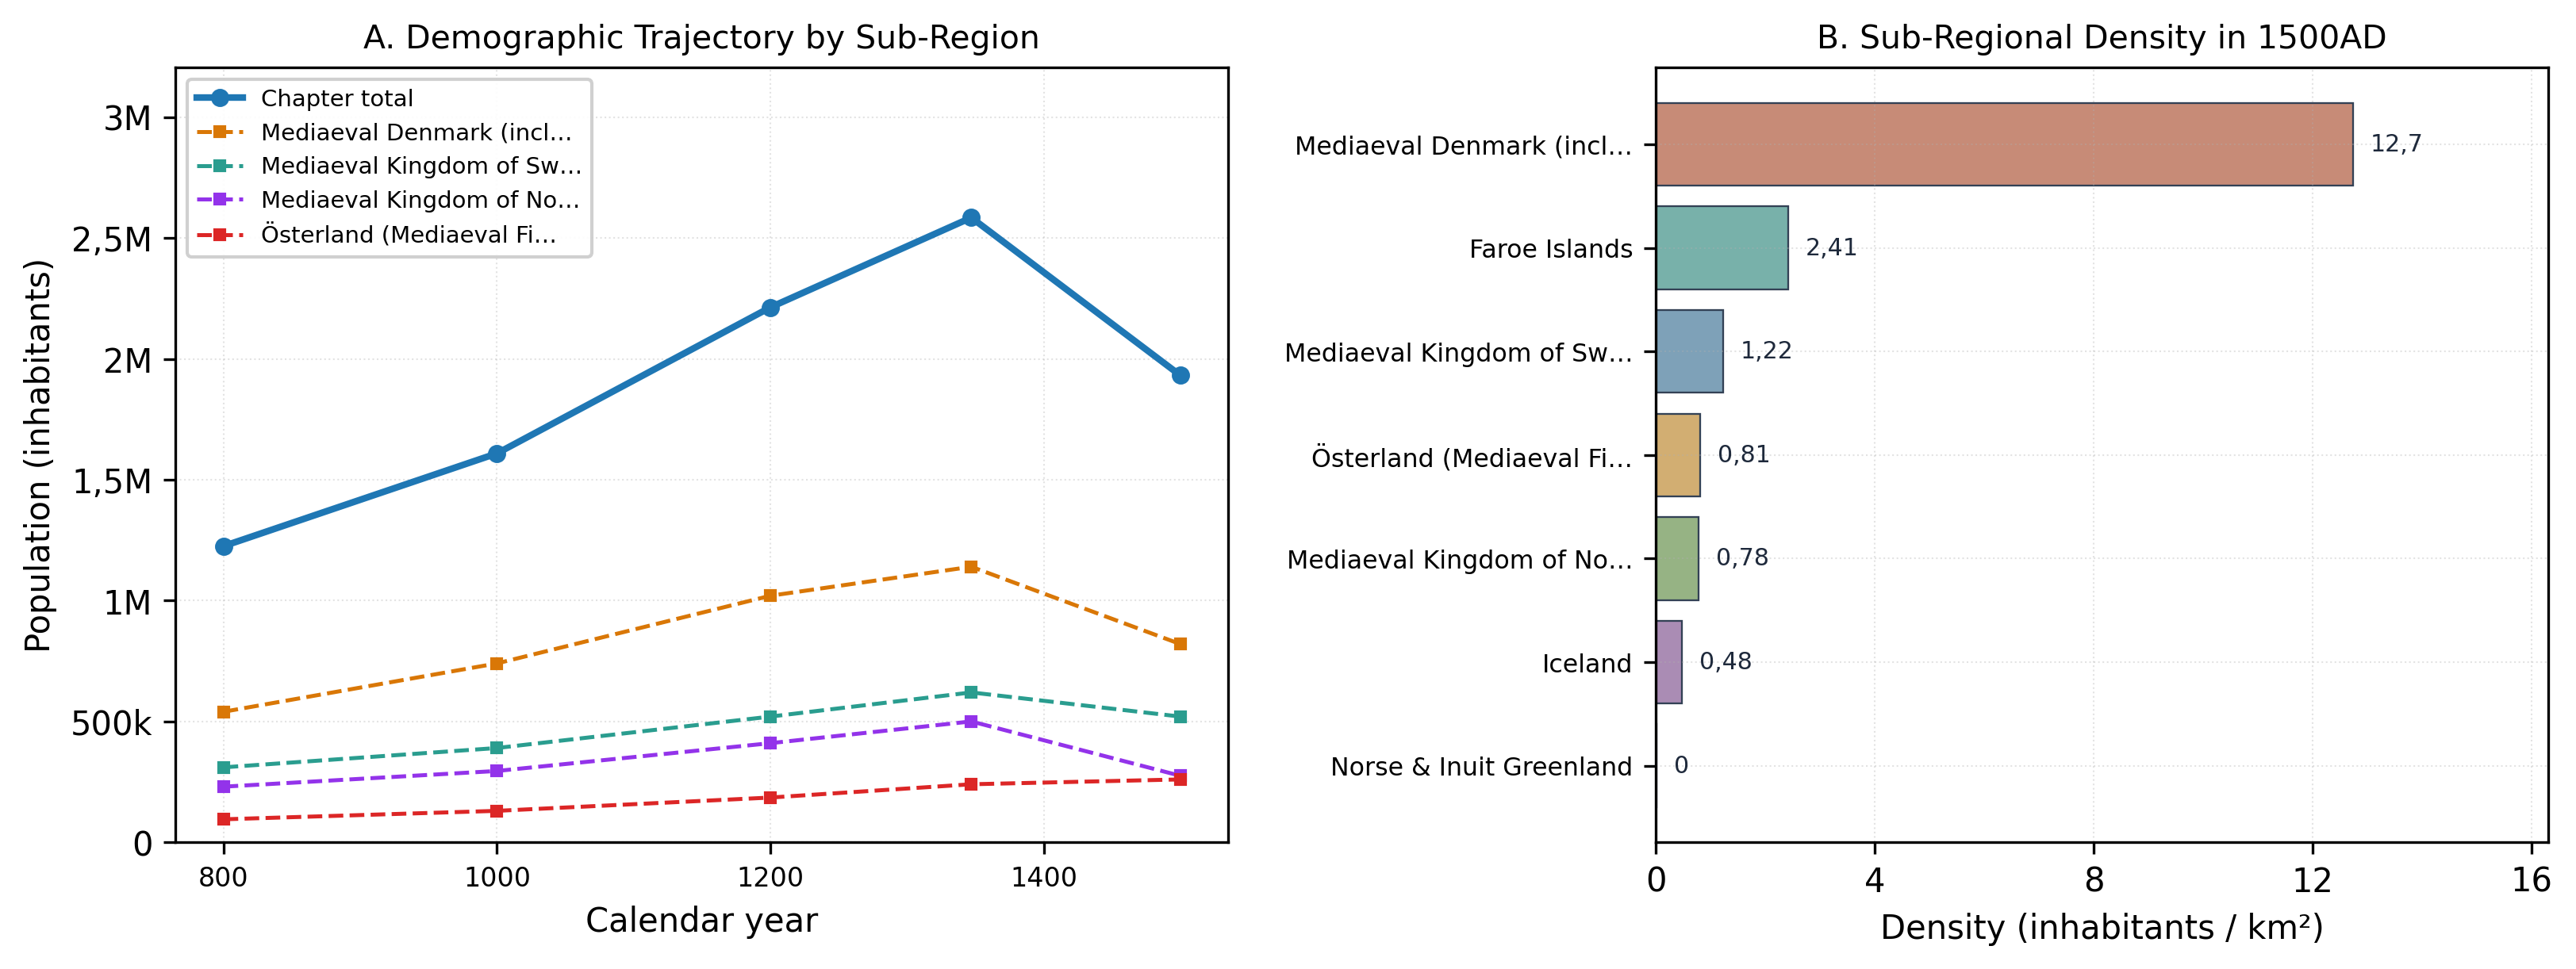 A. Demographic Trajectory by Sub-Region
Population (inhabitants)
3M
2,5M
2M
1,5M
1M
500k
0
Chapter total
Mediaeval Denmark (incl…
Mediaeval Kingdom of Sw…
Mediaeval Kingdom of No…
Österland (Mediaeval Fi…
800
1000
1200
1400
Calendar year
B. Sub-Regional Density in 1500AD
Mediaeval Denmark (incl… 12,7
Faroe Islands 2,41
Mediaeval Kingdom of Sw… 1,22
Österland (Mediaeval Fi… 0,81
Mediaeval Kingdom of No… 0,78
Iceland 0,48
Norse & Inuit Greenland 0
0
4
8
12
16
Density (inhabitants / km²)